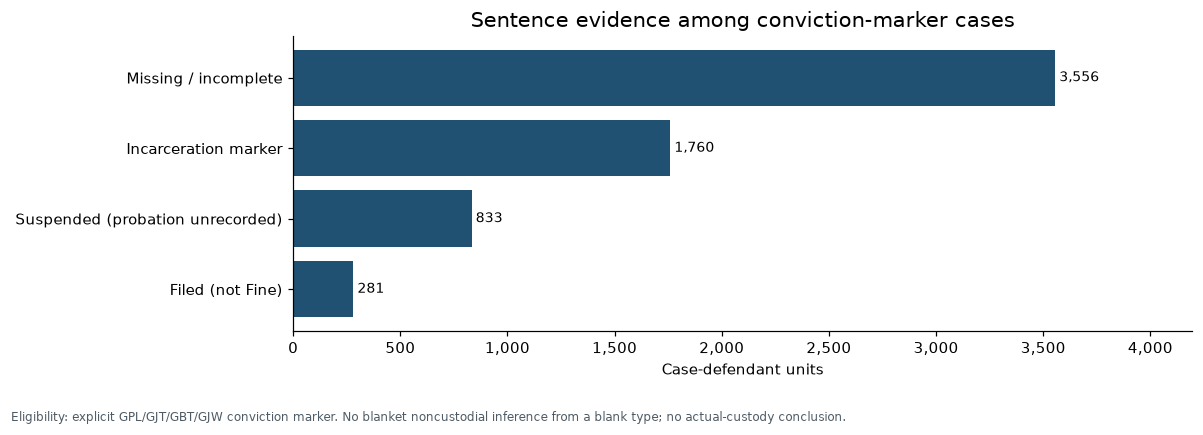 Sentence evidence among conviction-marker cases
Missing / incomplete
3,556
Incarceration marker
1,760
Suspended (probation unrecorded)
833
Filed (not Fine)
281
0 500 1,000 1,500 2,000 2,500 3,000 3,500 4,000
Case-defendant units
Eligibility: explicit GPL/GJT/GBT/GJW conviction marker. No blanket noncustodial inference from a blank type; no actual-custody conclusion.